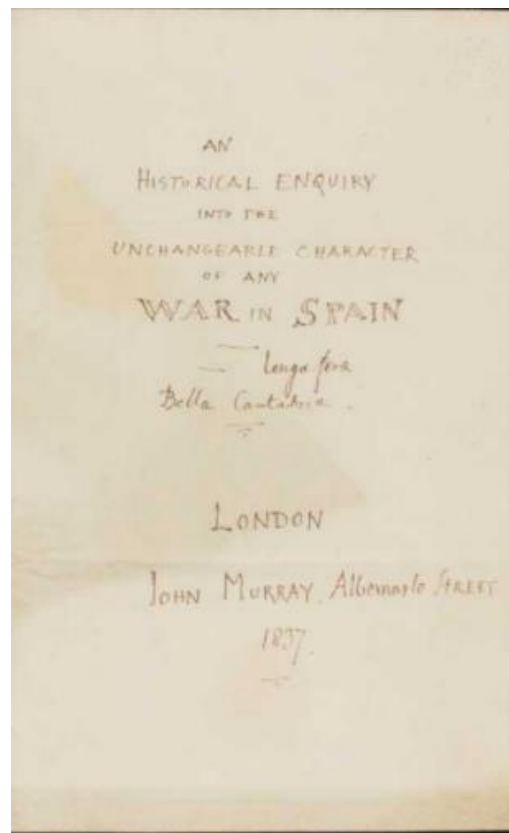 AN
HISTORICAL ENQUIRY
INTO THE
UNCHANGEABLE CHARACTER
OF ANY
WAR IN SPAIN
longa fera
Bella Cantabria.
LONDON
JOHN MURRAY, Albemarle STREET
1837.